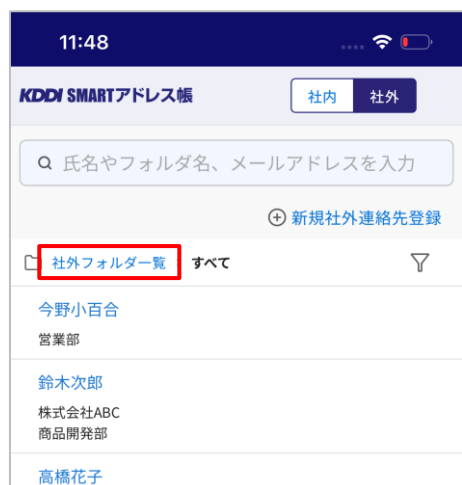 11:48
KDDI SMARTアドレス帳 社内 社外
氏名やフォルダ名、メールアドレスを入力
新規社外連絡先登録
社外フォルダ一覧 すべて
今野小百合
営業部
鈴木次郎
株式会社ABC
商品開発部
高橋花子